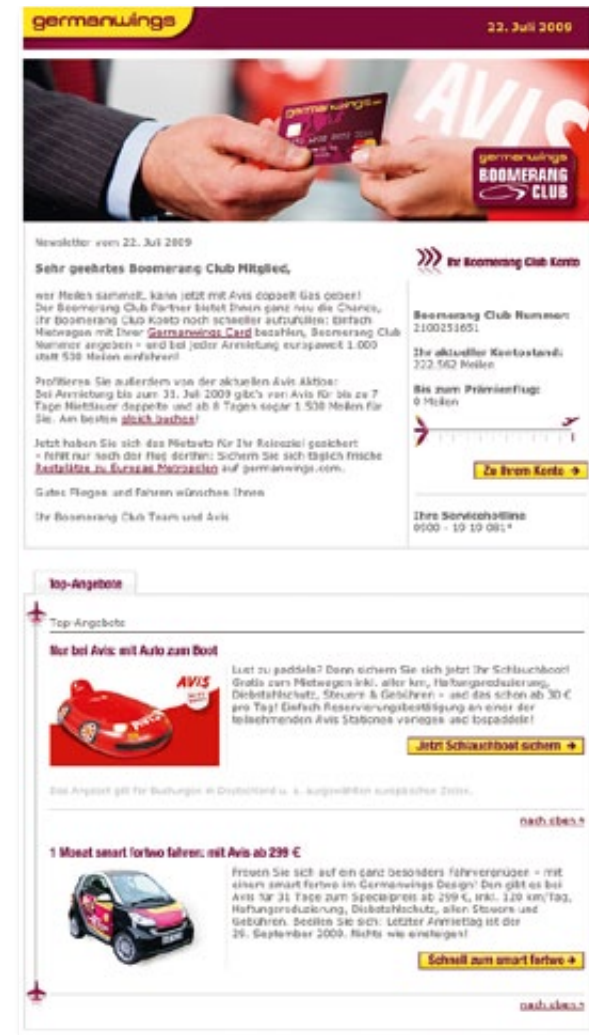 germanwings
22. Juli 2009
germanwings
AVIS
germanwings
BOOMERANG
CLUB
Newsletter vom 22. Juli 2009
Sehr geehrtes Boomerang Club Mitglied,
wer Meilen sammelt, kann jetzt mit Avis doppelt Gas geben!
Der Boomerang Club Partner bietet Ihnen ganz neu die Chance,
Ihr Boomerang Club Konto noch schneller aufzufüllen: Einfach
Mietwagen mit Ihrer Germanwings Card bezahlen, Boomerang Club
Nummer angeben – und bei jeder Anmietung europaweit 1.000
statt 500 Meilen einfahren!
Profitieren Sie außerdem von der aktuellen Avis Aktion:
Bei Anmietung bis zum 31. Juli 2009 gibt's von Avis für bis zu 7
Tage Mietdauer doppelte und ab 8 Tagen sogar 1.500 Meilen für
Sie. Am besten gleich buchen!
Jetzt haben Sie sich das Mietauto für Ihr Reiseziel gesichert
– fehlt nur noch der Flug dorthin: Sichern Sie sich täglich frische
Restplätze zu Europas Metropolen auf germanwings.com.
Gutes Fliegen und Fahren wünschen Ihnen
Ihr Boomerang Club Team und Avis
Ihr Boomerang Club Konto
Boomerang Club Nummer:
2100251651
Ihr aktueller Kontostand:
222.562 Meilen
Bis zum Prämienflug:
0 Meilen
Zu Ihrem Konto
Ihre Servicehotline
0900 - 19 19 081*
Top-Angebote
Top-Angebote
Nur bei Avis: mit Auto zum Boot
AVIS
Lust zu paddeln? Dann sichern Sie sich jetzt Ihr Schlauchboot!
Gratis zum Mietwagen inkl. aller km, Haftungsreduzierung,
Diebstahlschutz, Steuern & Gebühren – und das schon ab 30 €
pro Tag! Einfach Reservierungsbestätigung an einer der
teilnehmenden Avis Stationen vorlegen und lospaddeln!
Jetzt Schlauchboot sichern
Das Angebot gilt für Buchungen in Deutschland u. a. ausgewählten europäischen Zielen.
nach oben
1 Monat smart fortwo fahren: mit Avis ab 299 €
Freuen Sie sich auf ein ganz besonders Fahrvergnügen – mit
einem smart fortwo im Germanwings Design! Den gibt es bei
Avis für 31 Tage zum Specialpreis ab 299 €, inkl. 120 km/Tag,
Haftungsreduzierung, Diebstahlschutz, allen Steuern und
Gebühren. Beeilen Sie sich: Letzter Anmiettag ist der
29. September 2009. Nichts wie einsteigen!
Schnell zum smart fortwo
nach oben